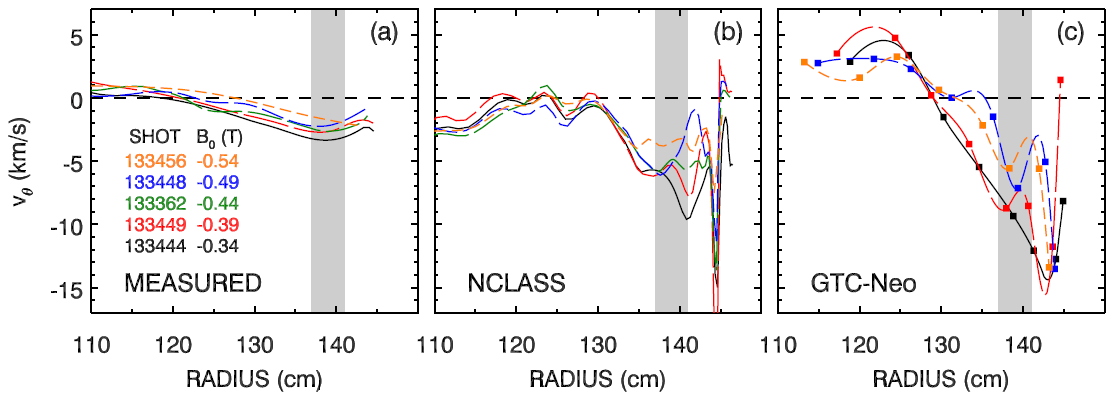 (a)
(b)
(c)
5
0
-5
-10
-15
v_θ (km/s)
SHOT B₀ (T)
133456 -0.54
133448 -0.49
133362 -0.44
133449 -0.39
133444 -0.34
MEASURED
NCLASS
GTC-Neo
110 120 130 140
110 120 130 140
110 120 130 140 150
RADIUS (cm)
RADIUS (cm)
RADIUS (cm)